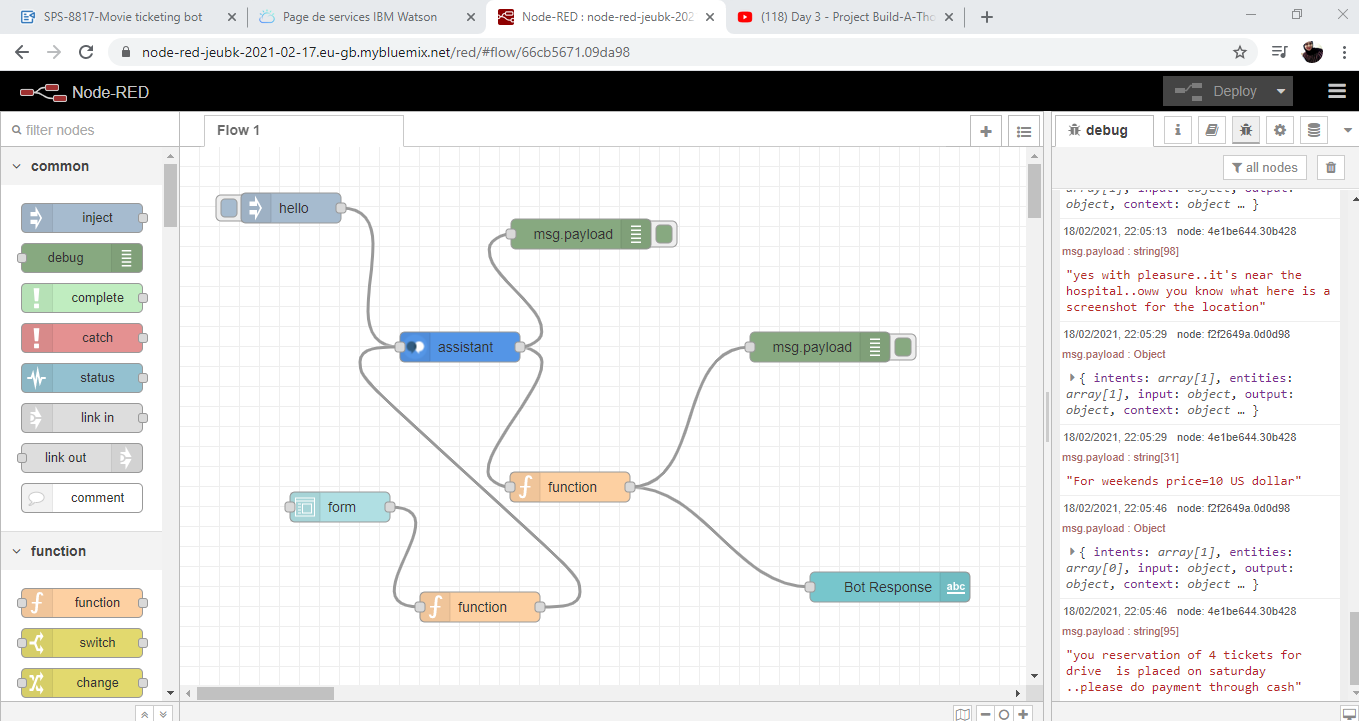 SPS-8817-Movie ticketing bot
Page de services IBM Watson
Node-RED : node-red-jeubk-202
(118) Day 3 - Project Build-A-Tho
node-red-jeubk-2021-02-17.eu-gb.mybluemix.net/red/#flow/66cb5671.09da98
Node-RED
Deploy
filter nodes
Flow 1
debug
i
all nodes
common
inject
debug
complete
catch
status
link in
link out
comment
function
f function
switch
change
hello
msg.payload
assistant
msg.payload
f function
form
Bot Response abc
f function
array[1], input: object, output:
object, context: object … }
18/02/2021, 22:05:13 node: 4e1be644.30b428
msg.payload : string[98]
"yes with pleasure..it's near the
hospital..oww you know what here is a
screenshot for the location"
18/02/2021, 22:05:29 node: f2f2649a.0d0d98
msg.payload : Object
{ intents: array[1], entities:
array[1], input: object, output:
object, context: object … }
18/02/2021, 22:05:29 node: 4e1be644.30b428
msg.payload : string[31]
"For weekends price=10 US dollar"
18/02/2021, 22:05:46 node: f2f2649a.0d0d98
msg.payload : Object
{ intents: array[1], entities:
array[0], input: object, output:
object, context: object … }
18/02/2021, 22:05:46 node: 4e1be644.30b428
msg.payload : string[95]
"you reservation of 4 tickets for
drive is placed on saturday
..please do payment through cash"